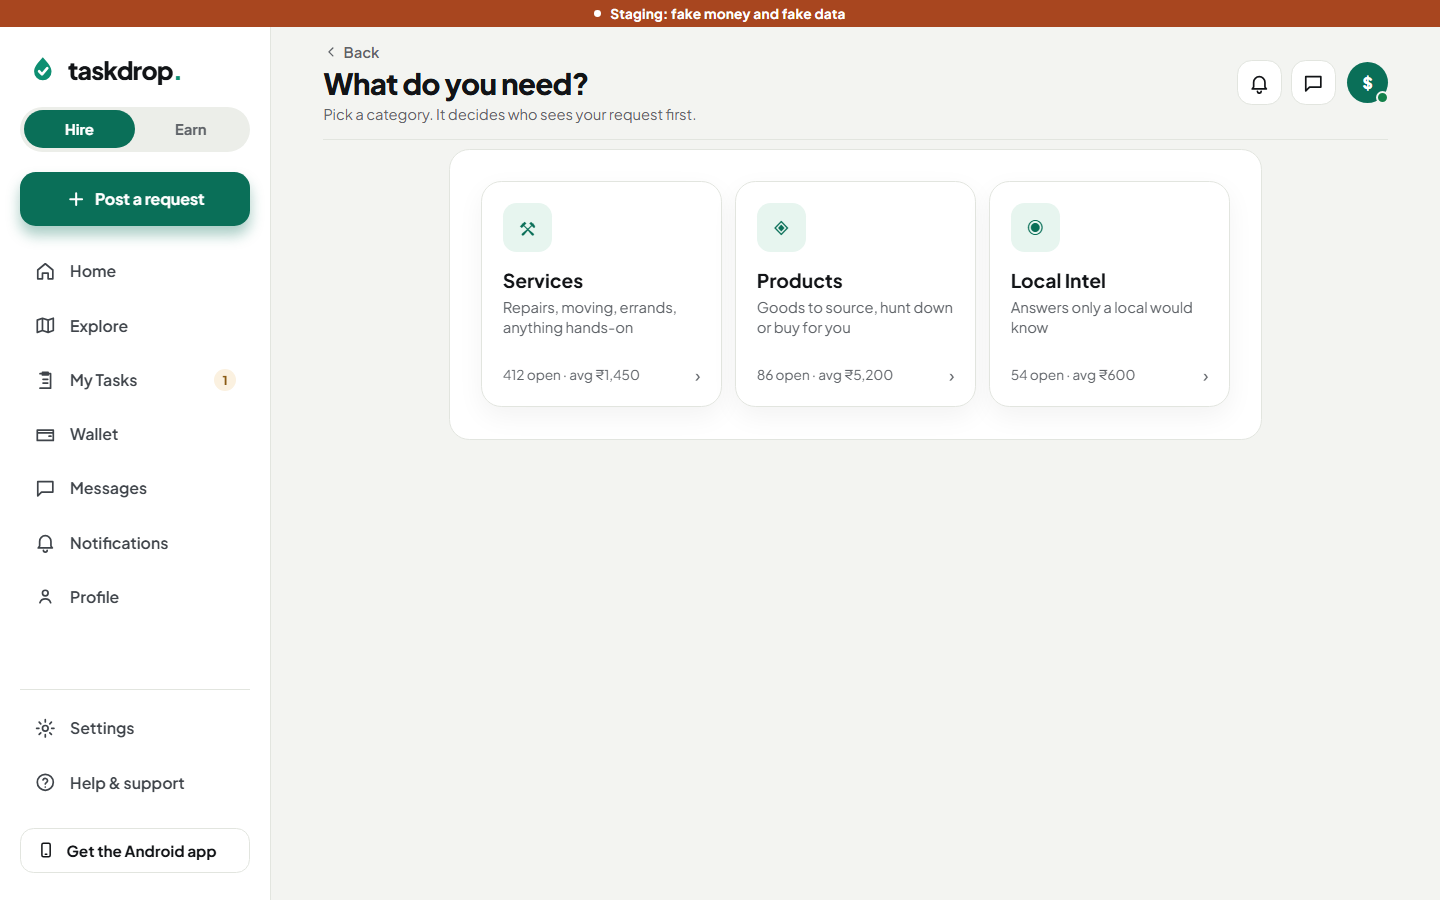 Staging: fake money and fake data
taskdrop.
Hire
Earn
Post a request
Home
Explore
My Tasks
1
Wallet
Messages
Notifications
Profile
Settings
Help & support
Get the Android app
Back
What do you need?
Pick a category. It decides who sees your request first.
$
Services
Repairs, moving, errands,
anything hands-on
412 open · avg ₹1,450
Products
Goods to source, hunt down
or buy for you
86 open · avg ₹5,200
Local Intel
Answers only a local would
know
54 open · avg ₹600